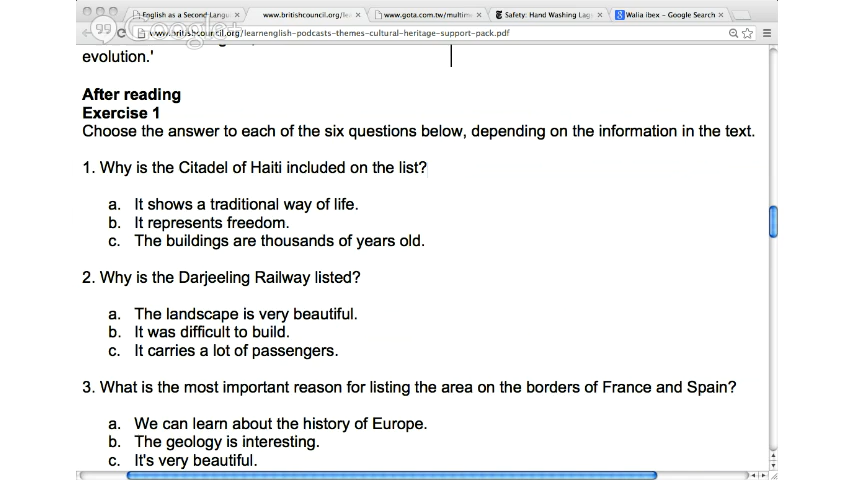 English as a Second Langu
www.britishcouncil.org/le
www.gota.com.tw/multim
Safety: Hand Washing Lag
Walia ibex - Google Search
www.britishcouncil.org/learnenglish-podcasts-themes-cultural-heritage-support-pack.pdf
Google+
evolution.'
After reading
Exercise 1
Choose the answer to each of the six questions below, depending on the information in the text.
1. Why is the Citadel of Haiti included on the list?
a. It shows a traditional way of life.
b. It represents freedom.
c. The buildings are thousands of years old.
2. Why is the Darjeeling Railway listed?
a. The landscape is very beautiful.
b. It was difficult to build.
c. It carries a lot of passengers.
3. What is the most important reason for listing the area on the borders of France and Spain?
a. We can learn about the history of Europe.
b. The geology is interesting.
c. It's very beautiful.